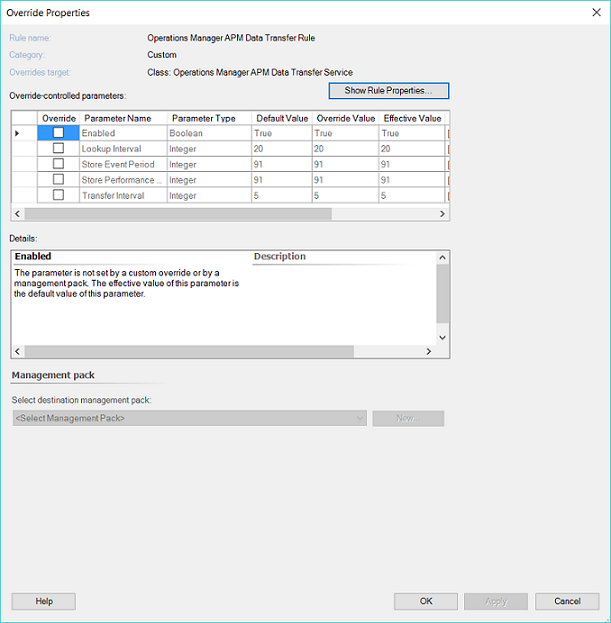 Override Properties
Rule name: Operations Manager APM Data Transfer Rule
Category: Custom
Overrides target: Class: Operations Manager APM Data Transfer Service
Override-controlled parameters: Show Rule Properties...
Override Parameter Name Parameter Type Default Value Override Value Effective Value
Enabled Boolean True True True
Lookup Interval Integer 20 20 20
Store Event Period Integer 91 91 91
Store Performance ... Integer 91 91 91
Transfer Interval Integer 5 5 5
Details:
Enabled Description
The parameter is not set by a custom override or by a
management pack. The effective value of this parameter is
the default value of this parameter.
Management pack
Select destination management pack:
<Select Management Pack> New...
Help OK Apply Cancel